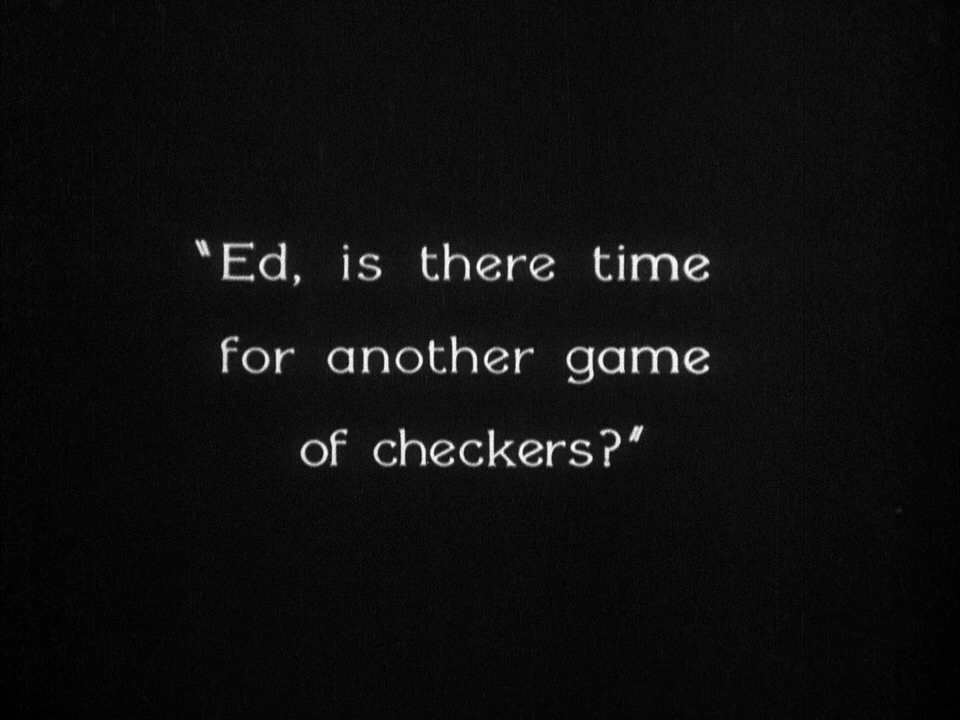 "Ed, is there time
for another game
of checkers?"